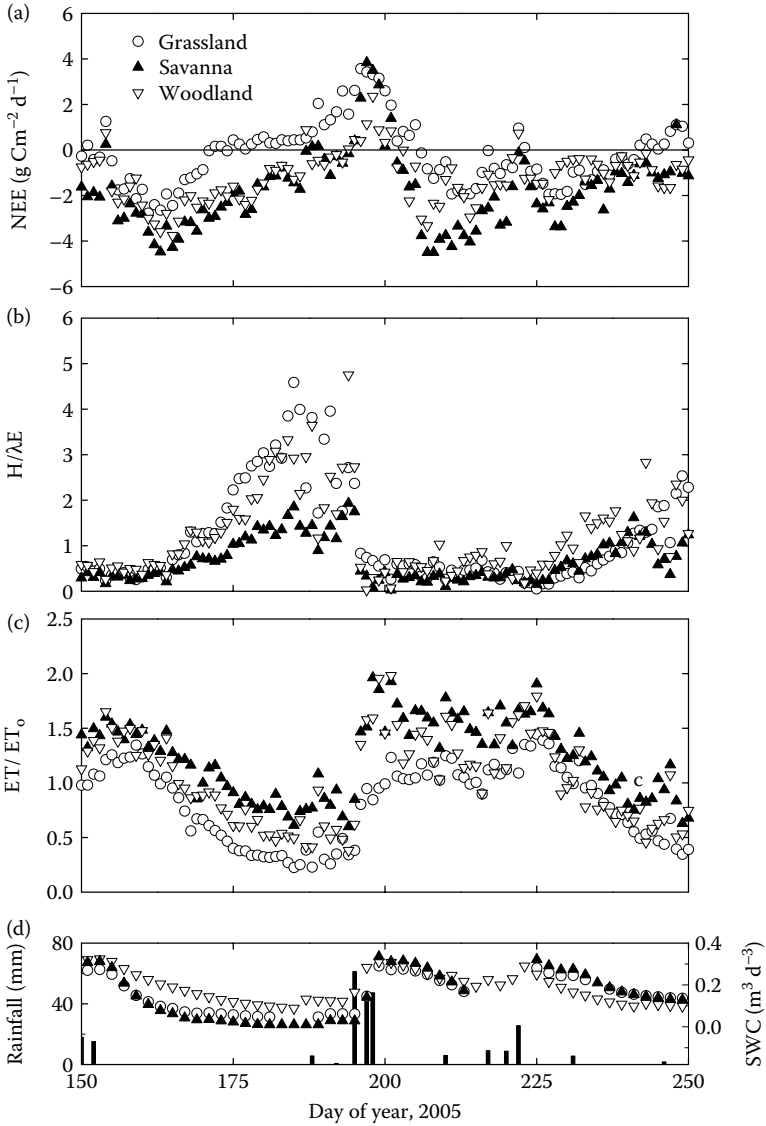 (a)
6
4
2
0
−2
−4
−6
NEE (g Cm−2 d−1)
Grassland
Savanna
Woodland
(b)
6
5
4
3
2
1
0
H/λE
(c)
2.5
2.0
1.5
1.0
0.5
0.0
ET/ ETo
c
(d)
80
40
0
Rainfall (mm)
0.4
0.2
0.0
SWC (m3 d−3)
150 175 200 225 250
Day of year, 2005